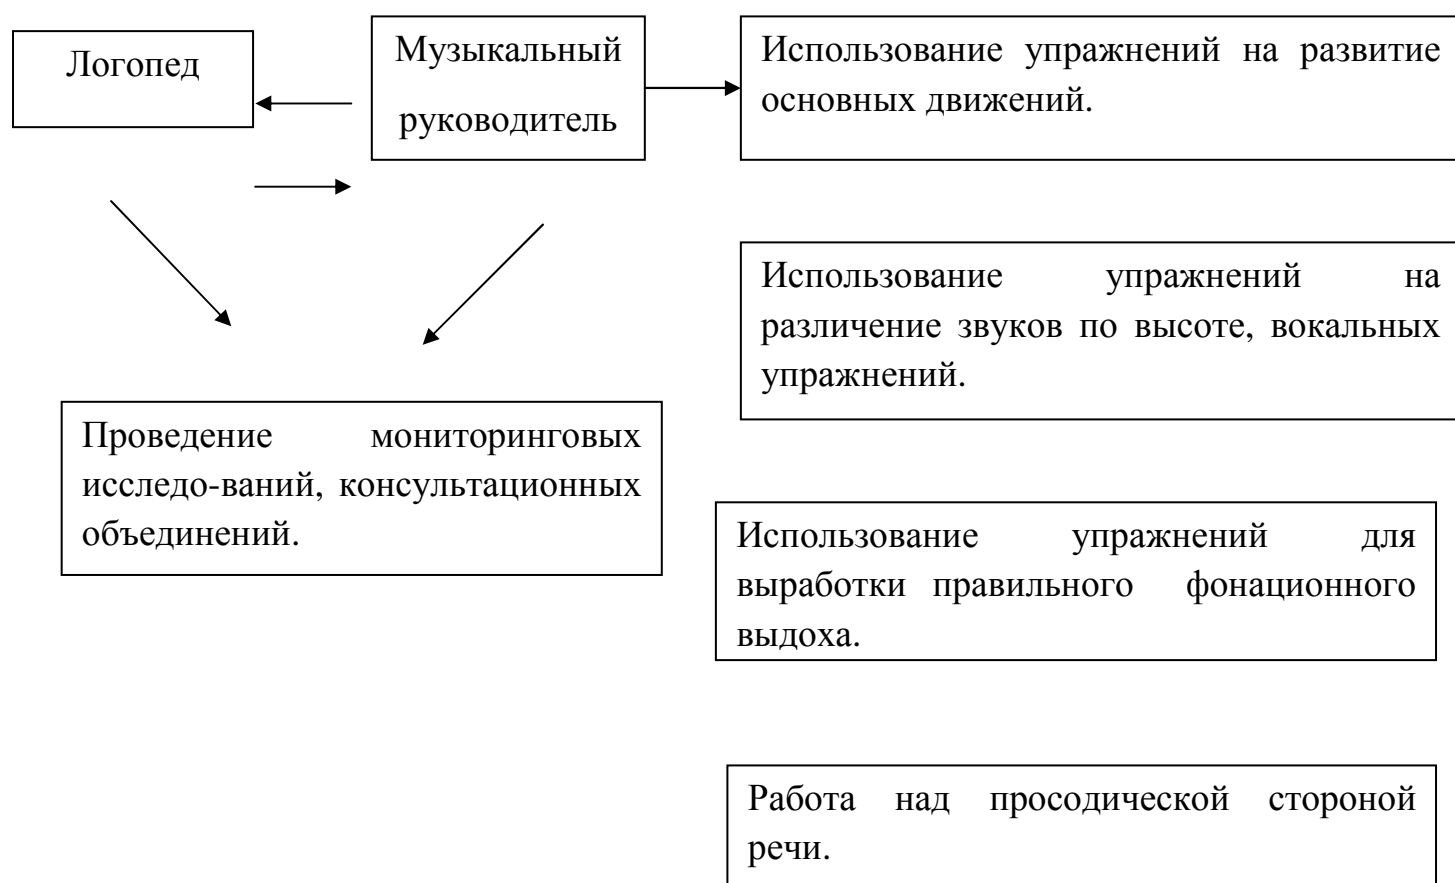 Логопед
Музыкальный
руководитель
Использование упражнений на развитие
основных движений.
Использование упражнений на
различение звуков по высоте, вокальных
упражнений.
Проведение мониторинговых
исследо-ваний, консультационных
объединений.
Использование упражнений для
выработки правильного фонационного
выдоха.
Работа над просодической стороной
речи.